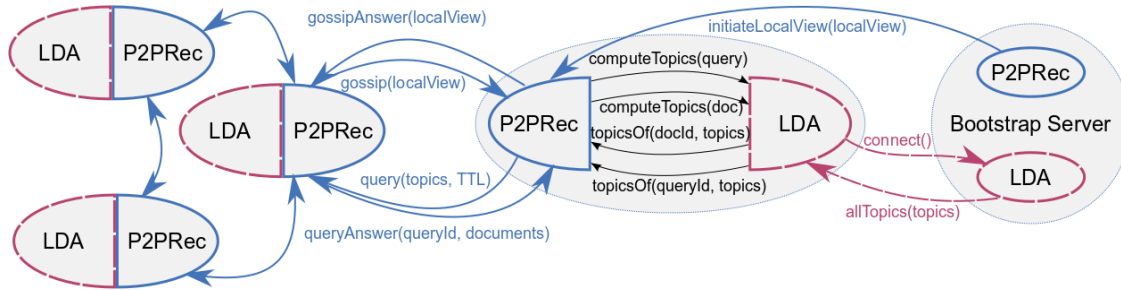 gossipAnswer(localView)
initiateLocalView(localView)
LDA
P2PRec
computeTopics(query)
P2PRec
gossip(localView)
computeTopics(doc)
LDA
P2PRec
P2PRec
LDA
Bootstrap Server
topicsOf(docId, topics)
connect()
query(topics, TTL)
topicsOf(queryId, topics)
LDA
allTopics(topics)
LDA
P2PRec
queryAnswer(queryId, documents)